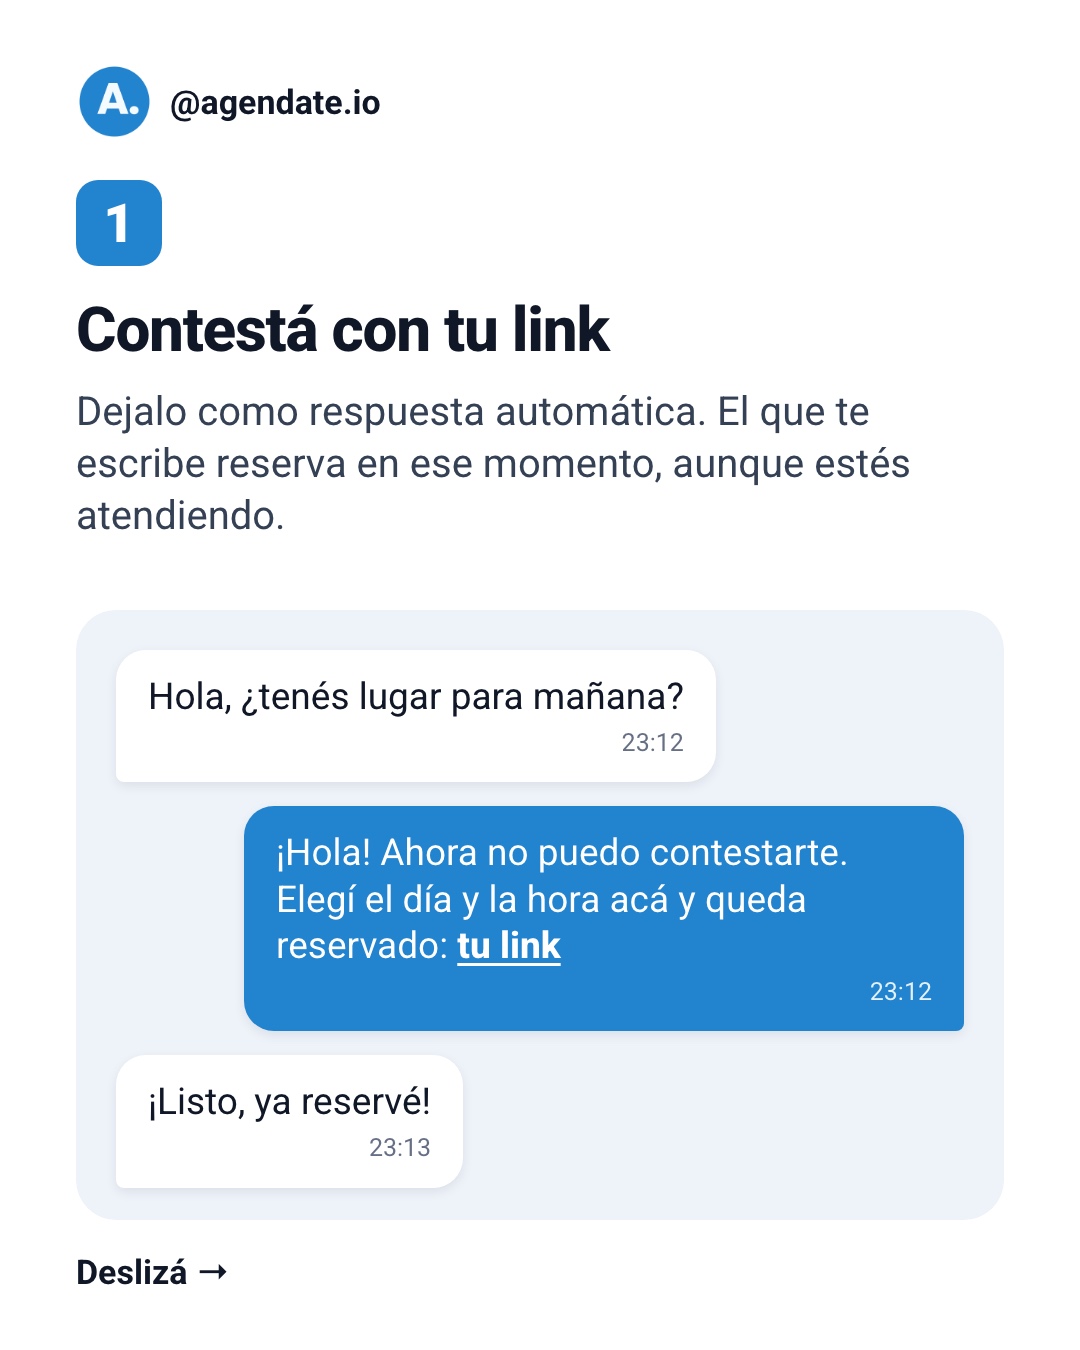 A.
@agendate.io
1
Contestá con tu link
Dejalo como respuesta automática. El que te
escribe reserva en ese momento, aunque estés
atendiendo.
Hola, ¿tenés lugar para mañana?
23:12
¡Hola! Ahora no puedo contestarte.
Elegí el día y la hora acá y queda
reservado: tu link
23:12
¡Listo, ya reservé!
23:13
Deslizá →